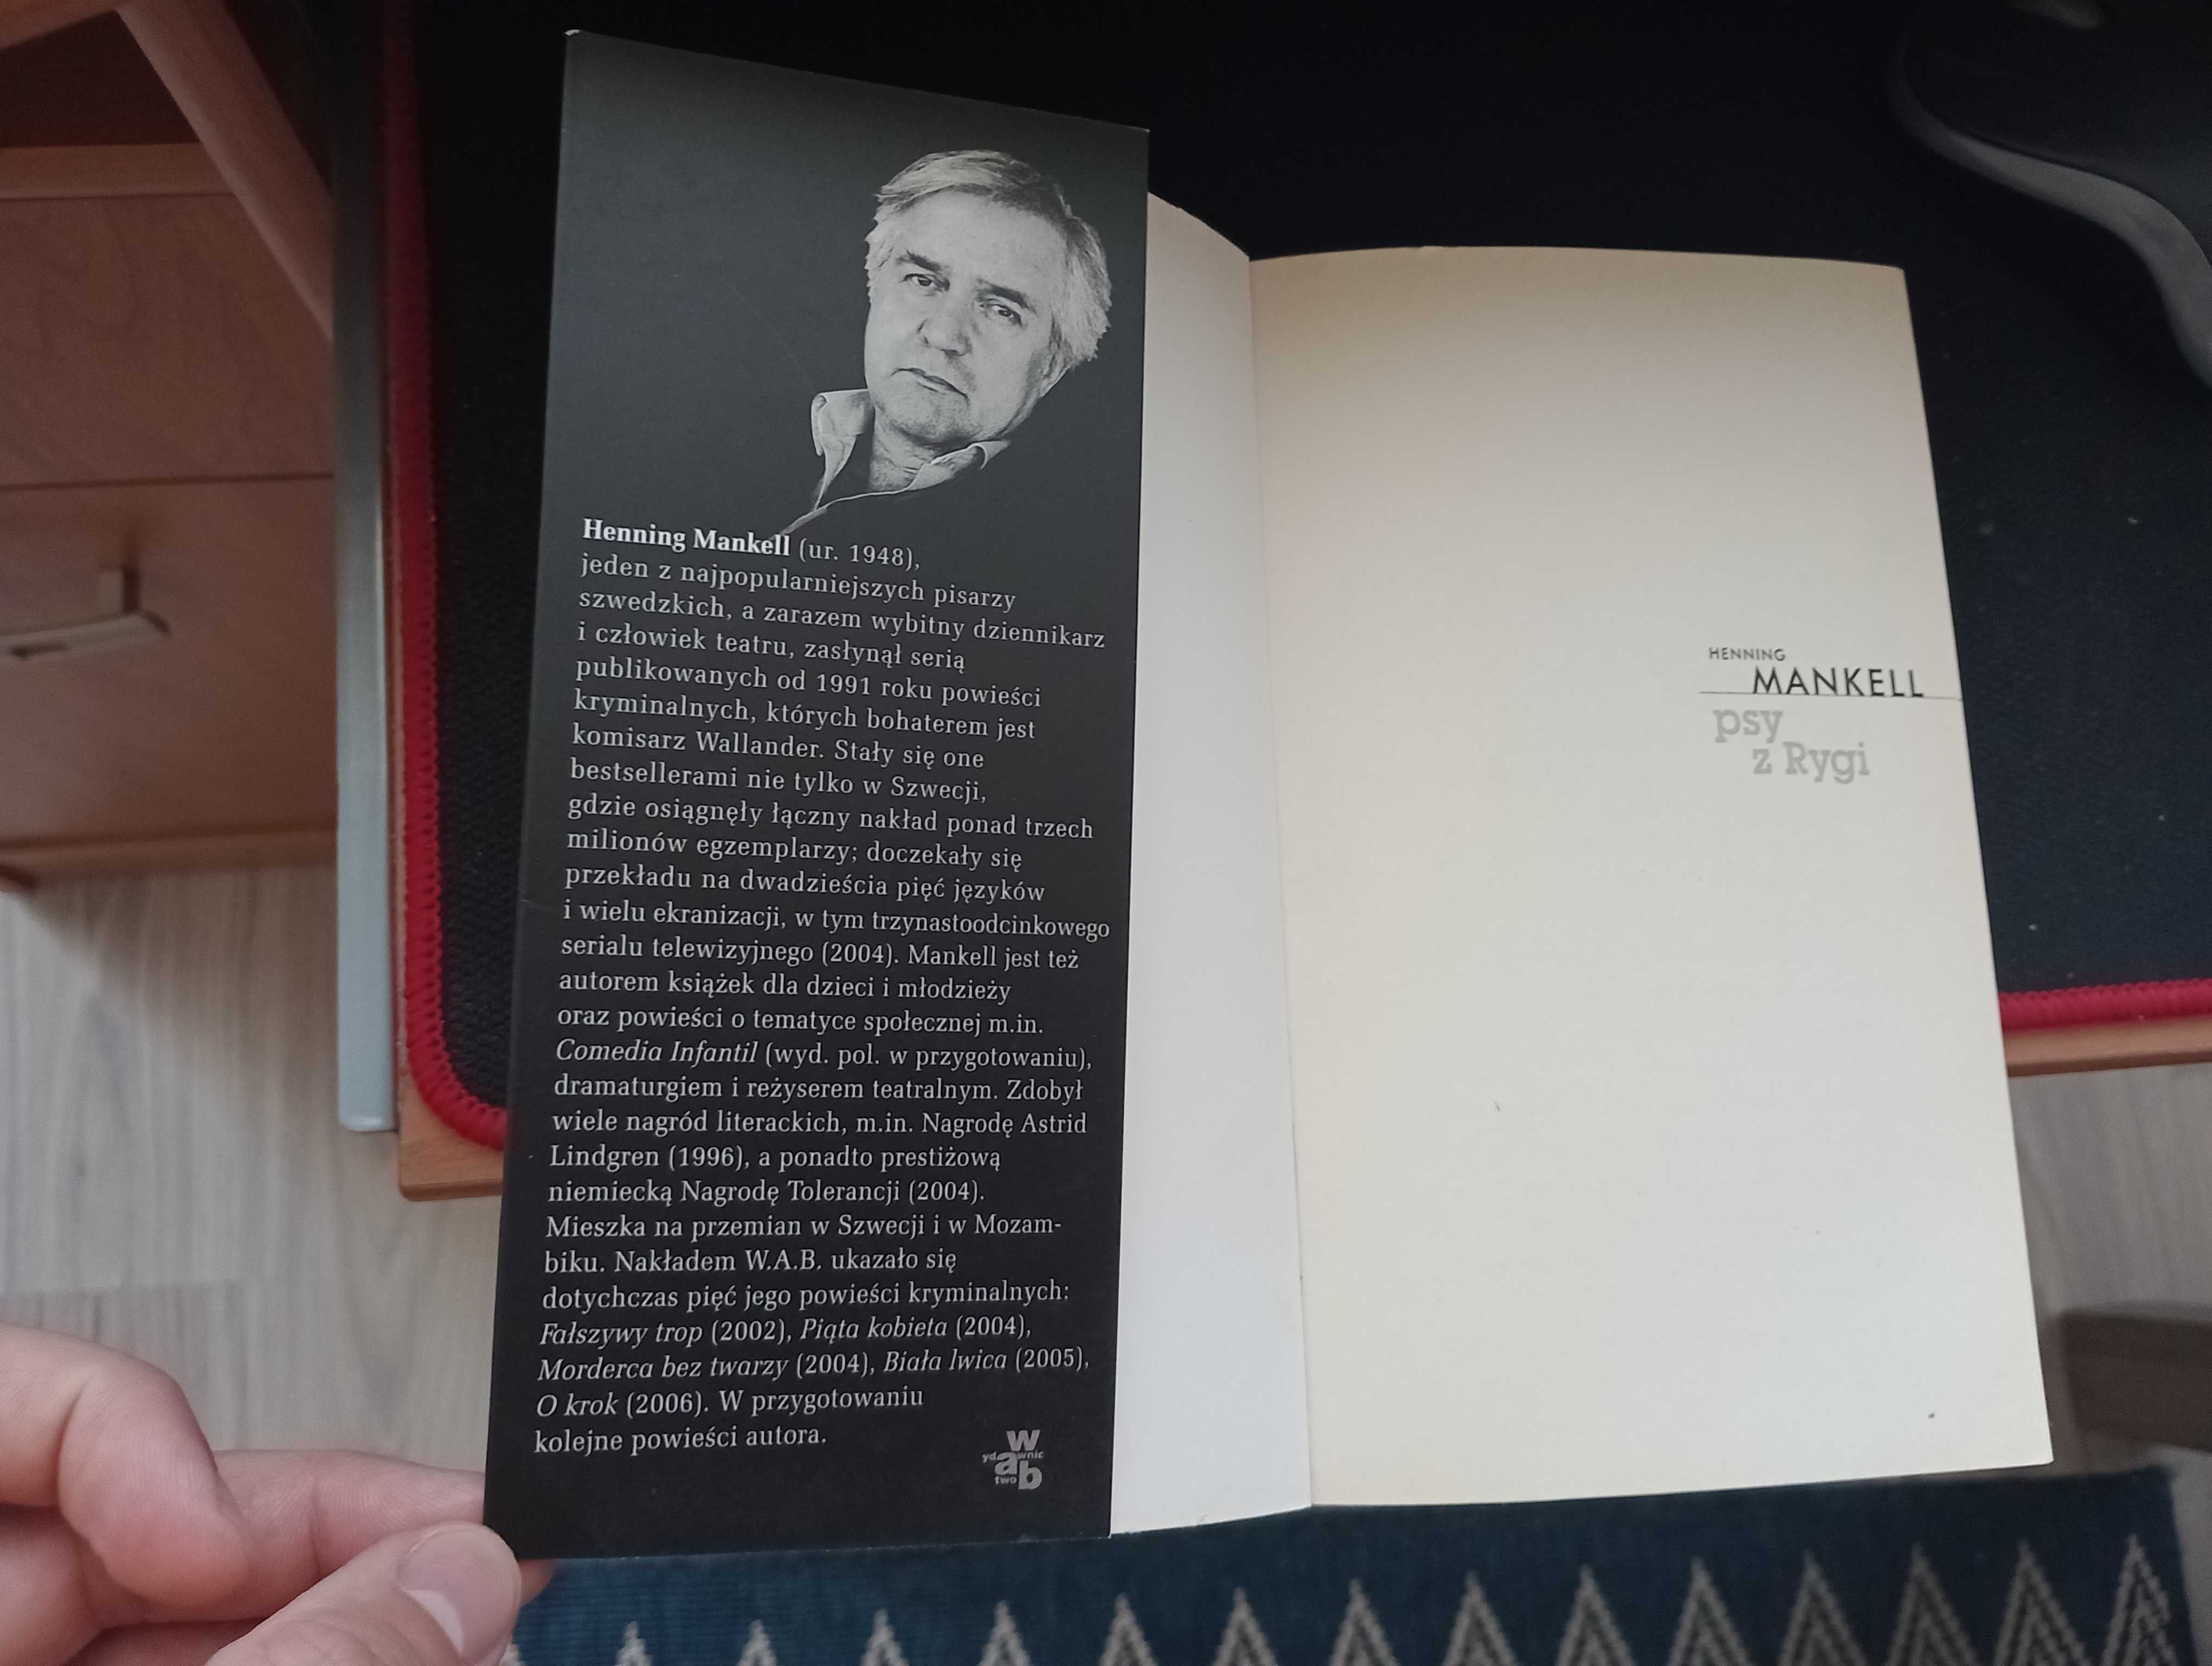 Henning Mankell (ur. 1948),
jeden z najpopularniejszych pisarzy
szwedzkich, a zarazem wybitny dziennikarz
i człowiek teatru, zasłynął serią
publikowanych od 1991 roku powieści
kryminalnych, których bohaterem jest
komisarz Wallander. Stały się one
bestsellerami nie tylko w Szwecji,
gdzie osiągnęły łączny nakład ponad trzech
milionów egzemplarzy; doczekały się
przekładu na dwadzieścia pięć języków
i wielu ekranizacji, w tym trzynastoodcinkowego
serialu telewizyjnego (2004). Mankell jest też
autorem książek dla dzieci i młodzieży
oraz powieści o tematyce społecznej m.in.
Comedia Infantil (wyd. pol. w przygotowaniu),
dramaturgiem i reżyserem teatralnym. Zdobył
wiele nagród literackich, m.in. Nagrodę Astrid
Lindgren (1996), a ponadto prestiżową
niemiecką Nagrodę Tolerancji (2004).
Mieszka na przemian w Szwecji i w Mozam-
biku. Nakładem W.A.B. ukazało się
dotychczas pięć jego powieści kryminalnych:
Fałszywy trop (2002), Piąta kobieta (2004),
Morderca bez twarzy (2004), Biała lwica (2005),
O krok (2006). W przygotowaniu
kolejne powieści autora.
w
ydawnic
two b
HENNING
MANKELL
psy
z Rygi